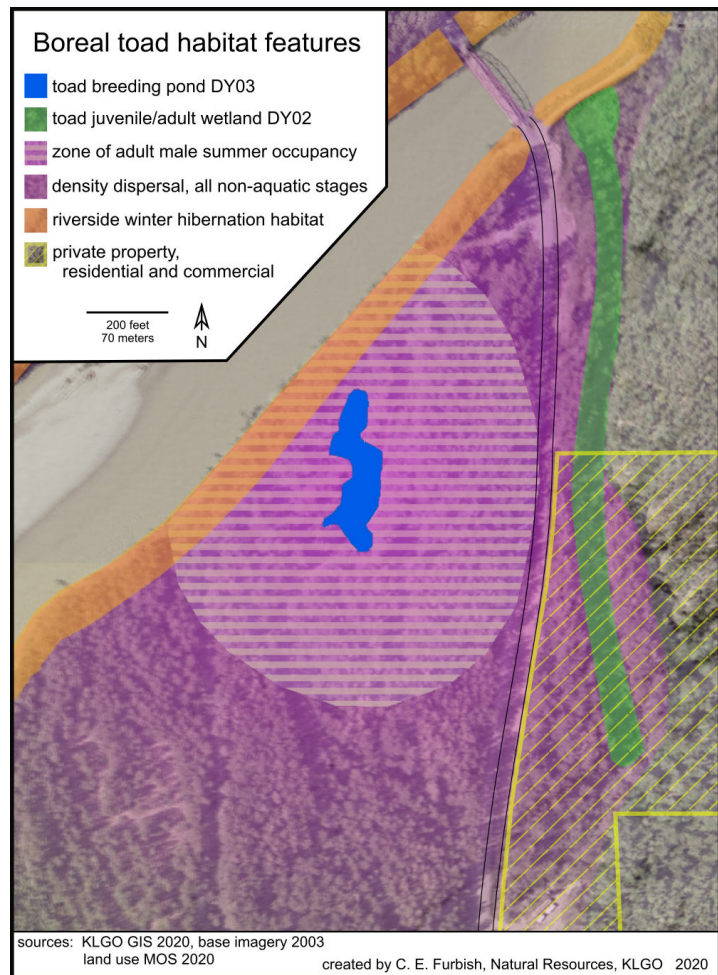 Boreal toad habitat features
toad breeding pond DY03
toad juvenile/adult wetland DY02
zone of adult male summer occupancy
density dispersal, all non-aquatic stages
riverside winter hibernation habitat
private property,
residential and commercial
200 feet
70 meters
N
sources: KLGO GIS 2020, base imagery 2003
land use MOS 2020
created by C. E. Furbish, Natural Resources, KLGO 2020